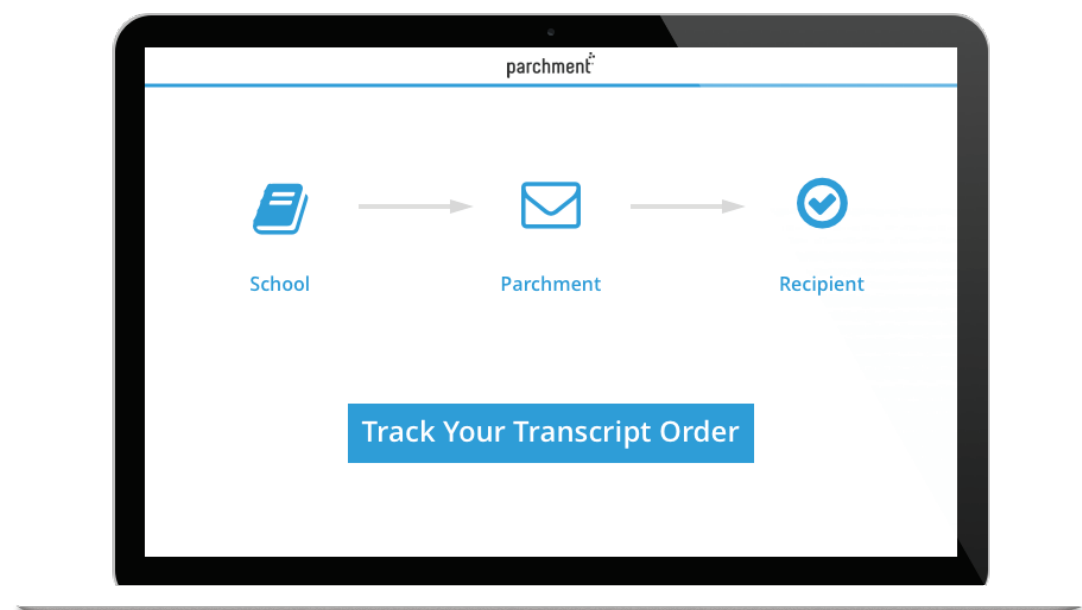 parchment
School
Parchment
Recipient
Track Your Transcript Order